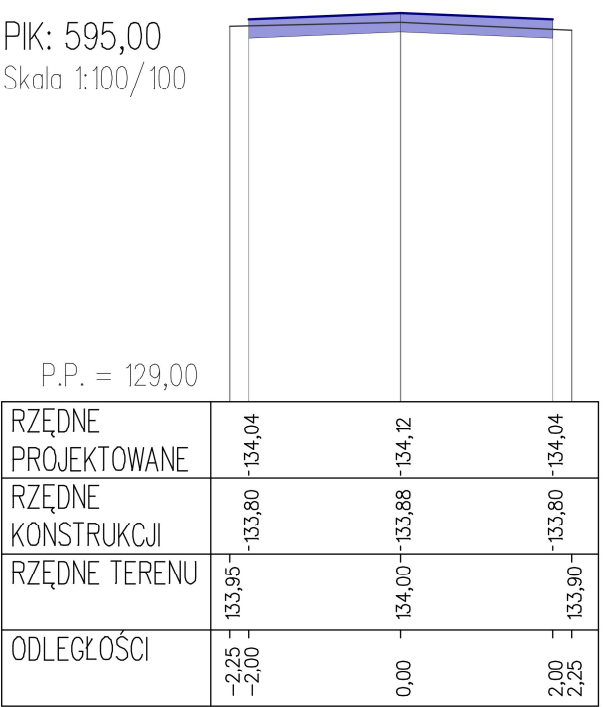 PIK: 595,00
Skala 1:100/100
P.P. = 129,00
RZĘDNE
PROJEKTOWANE
134,04
134,12
134,04
RZĘDNE
KONSTRUKCJI
133,80
133,88
133,80
RZĘDNE TERENU
133,95
134,00
133,90
ODLEGŁOŚCI
-2,25
-2,00
0,00
2,00
2,25